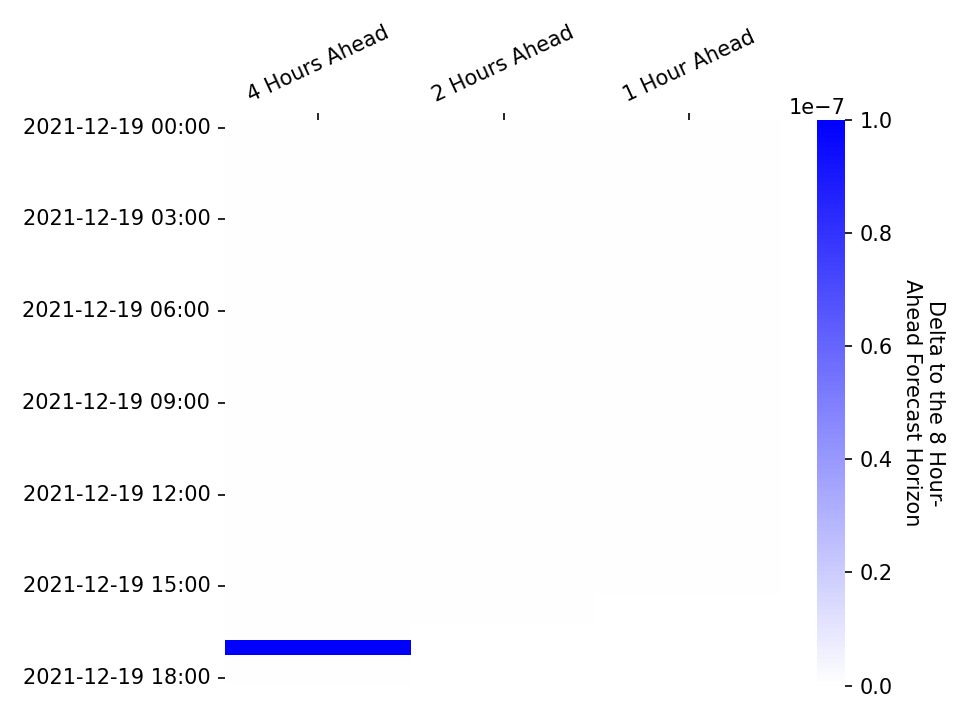 4 Hours Ahead
2 Hours Ahead
1 Hour Ahead
2021-12-19 00:00
2021-12-19 03:00
2021-12-19 06:00
2021-12-19 09:00
2021-12-19 12:00
2021-12-19 15:00
2021-12-19 18:00
1e−7
1.0
0.8
0.6
0.4
0.2
0.0
Delta to the 8 Hour-
Ahead Forecast Horizon